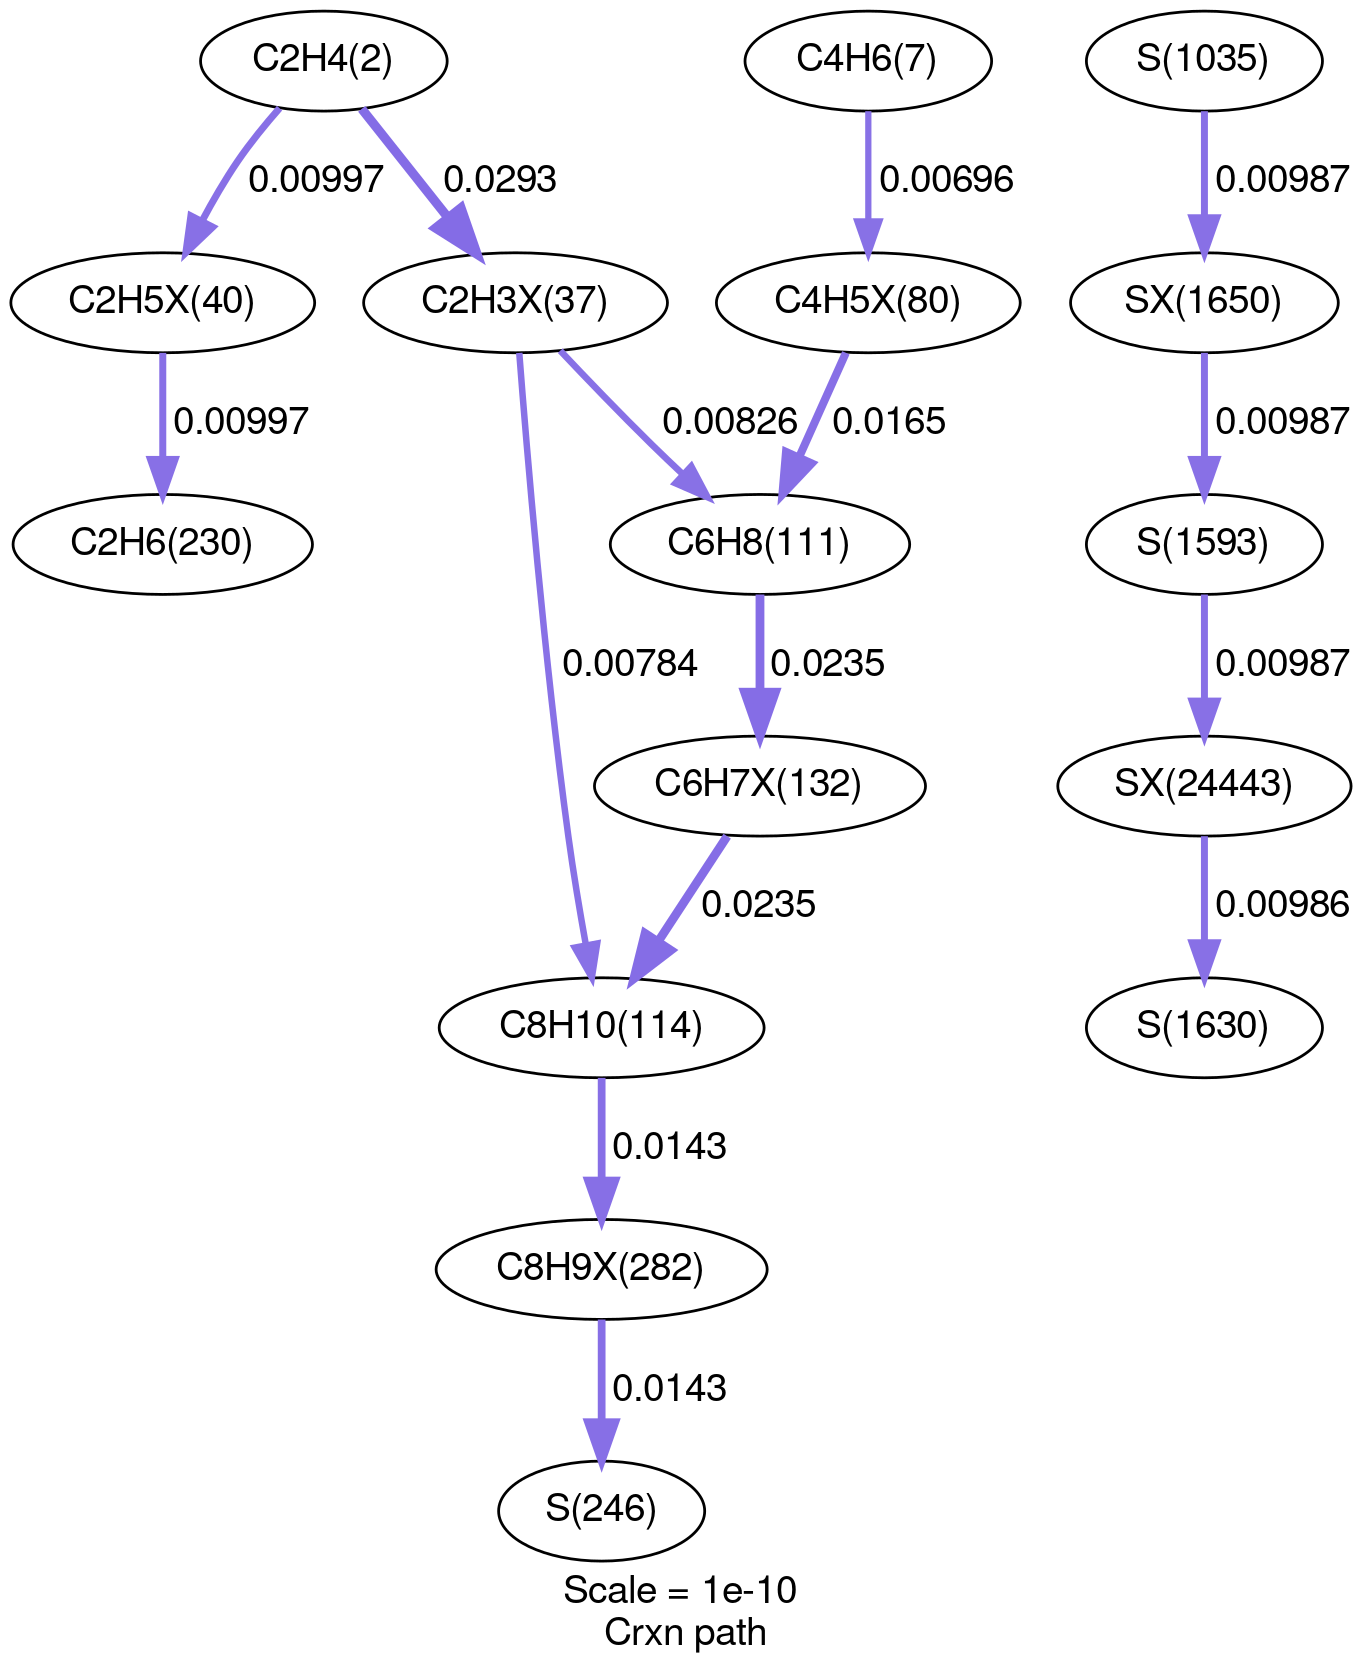 C2H4(2)
C4H6(7)
S(1035)
0.00997
0.0293
0.00696
0.00987
C2H5X(40)
C2H3X(37)
C4H5X(80)
SX(1650)
0.00997
0.00826
0.0165
0.00987
C2H6(230)
C6H8(111)
S(1593)
0.00784
0.0235
0.00987
C6H7X(132)
SX(24443)
0.0235
0.00986
C8H10(114)
S(1630)
0.0143
C8H9X(282)
0.0143
S(246)
Scale = 1e-10
Crxn path